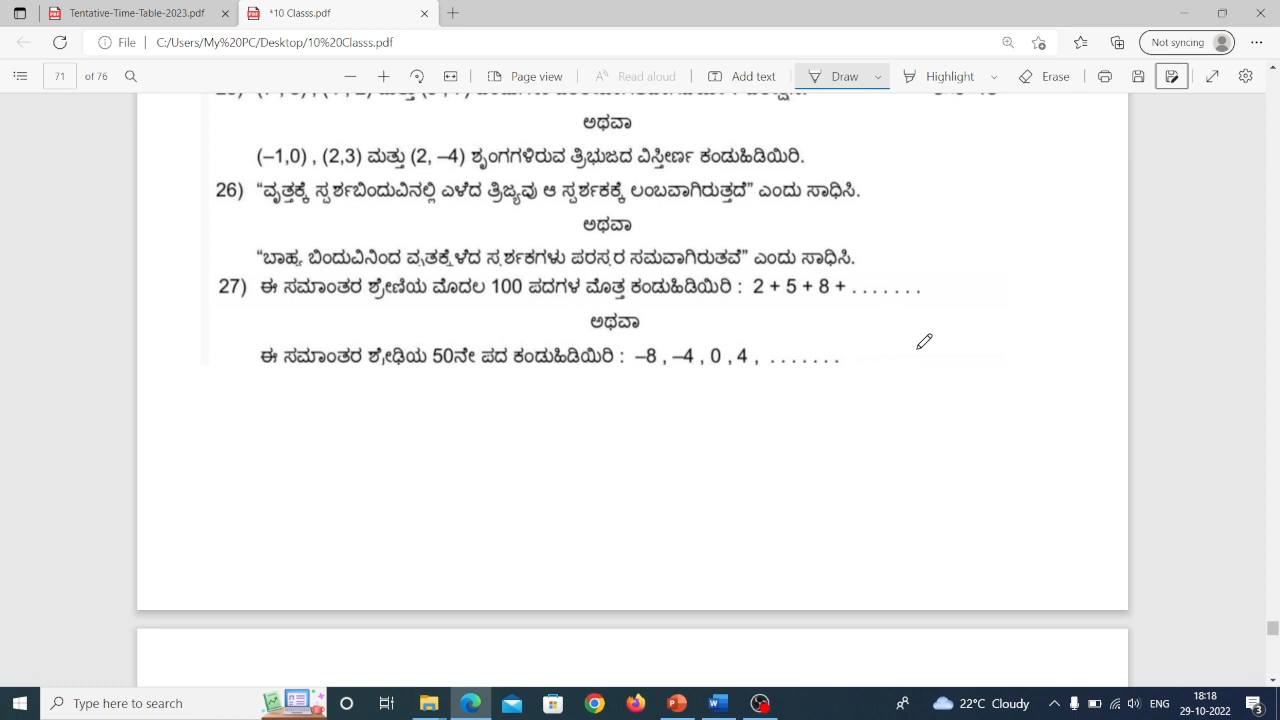 Tentative-Time-Table-2023.pdf
*10 Class.pdf
File C:/Users/My%20PC/Desktop/10%20Classs.pdf
Not syncing
71 of 76
Page view
Read aloud
Add text
Draw
Highlight
Erase
ಅಥವಾ
(–1,0) , (2,3) ಮತ್ತು (2, –4) ಶೃಂಗಗಳಿರುವ ತ್ರಿಭುಜದ ವಿಸ್ತೀರ್ಣ ಕಂಡುಹಿಡಿಯಿರಿ.
26) “ವೃತ್ತಕ್ಕೆ ಸ್ಪರ್ಶಬಿಂದುವಿನಲ್ಲಿ ಎಳೆದ ತ್ರಿಜ್ಯವು ಆ ಸ್ಪರ್ಶಕಕ್ಕೆ ಲಂಬವಾಗಿರುತ್ತದೆ” ಎಂದು ಸಾಧಿಸಿ.
ಅಥವಾ
“ಬಾಹ್ಯ ಬಿಂದುವಿನಿಂದ ವೃತ್ತಕ್ಕೆಳೆದ ಸ್ಪರ್ಶಕಗಳು ಪರಸ್ಪರ ಸಮವಾಗಿರುತ್ತವೆ” ಎಂದು ಸಾಧಿಸಿ.
27) ಈ ಸಮಾಂತರ ಶ್ರೇಣಿಯ ಮೊದಲ 100 ಪದಗಳ ಮೊತ್ತ ಕಂಡುಹಿಡಿಯಿರಿ : 2 + 5 + 8 + . . . . . . .
ಅಥವಾ
ಈ ಸಮಾಂತರ ಶ್ರೇಢಿಯ 50ನೇ ಪದ ಕಂಡುಹಿಡಿಯಿರಿ : –8 , –4 , 0 , 4 , . . . . . . .
Type here to search
22°C Cloudy
ENG
18:18
29-10-2022
3